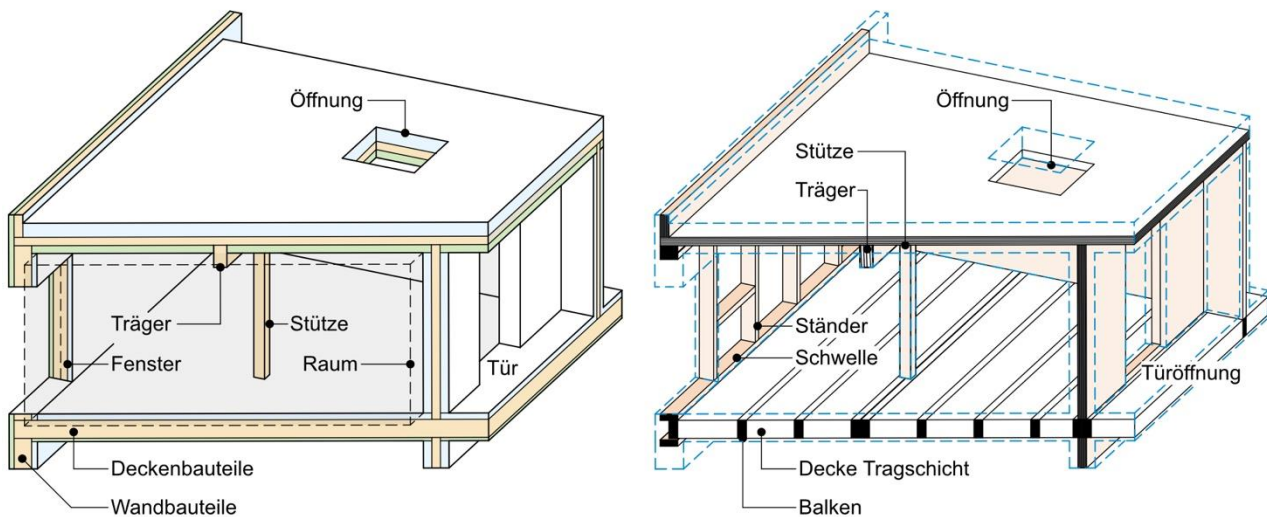 Öffnung
Träger
Stütze
Fenster
Raum
Tür
Deckenbauteile
Wandbauteile
Öffnung
Stütze
Träger
Ständer
Schwelle
Türöffnung
Decke Tragschicht
Balken